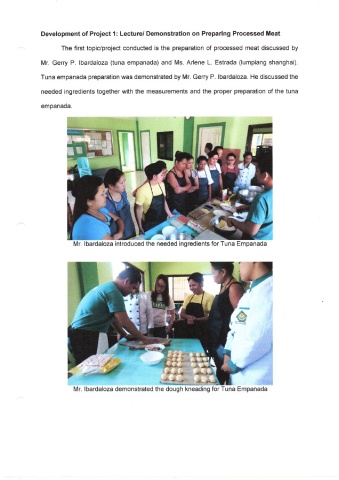 Development of Project 1: Lecture/ Demonstration on Preparing Processed Meat
The first topic/project conducted is the preparation of processed meat discussed by
Mr. Gerry P. Ibardaloza (tuna empanada) and Ms. Arlene L. Estrada (lumpiang shanghai).
Tuna empanada preparation was demonstrated by Mr. Gerry P. Ibardaloza. He discussed the
needed ingredients together with the measurements and the proper preparation of the tuna
empanada.
Mr. Ibardaloza introduced the needed ingredients for Tuna Empanada
Mr. Ibardaloza demonstrated the dough kneading for Tuna Empanada